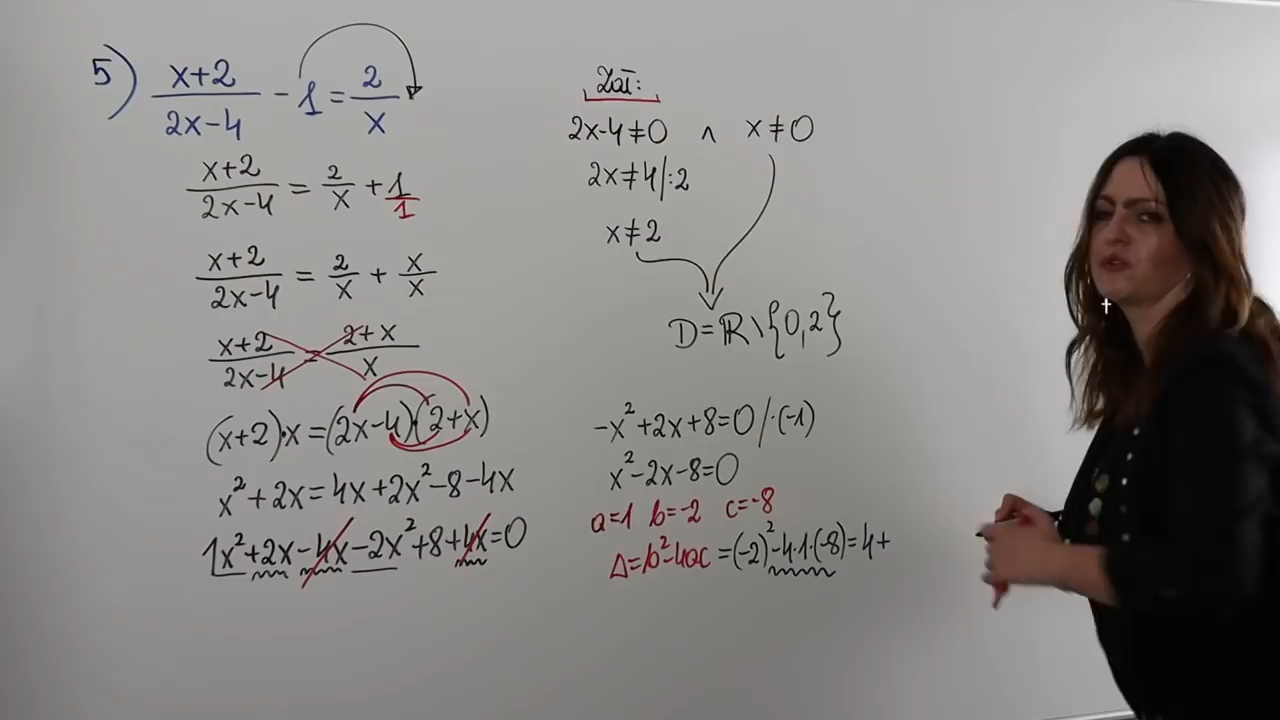 5) x+2/2x-4 - 1 = 2/x
x+2/2x-4 = 2/x + 1/1
x+2/2x-4 = 2/x + x/x
x+2/2x-4 = 2+x/x
(x+2)·x=(2x-4)·(2+x)
x²+2x=4x+2x²-8-4x
1x²+2x-4x-2x²+8+4x=0
Zał:
2x-4≠0 ∧ x≠0
2x≠4/:2
x≠2
D=ℝ\{0,2}
-x²+2x+8=0/·(-1)
x²-2x-8=0
a=1 b=-2 c=-8
Δ=b²-4ac=(-2)²-4·1·(-8)=4+